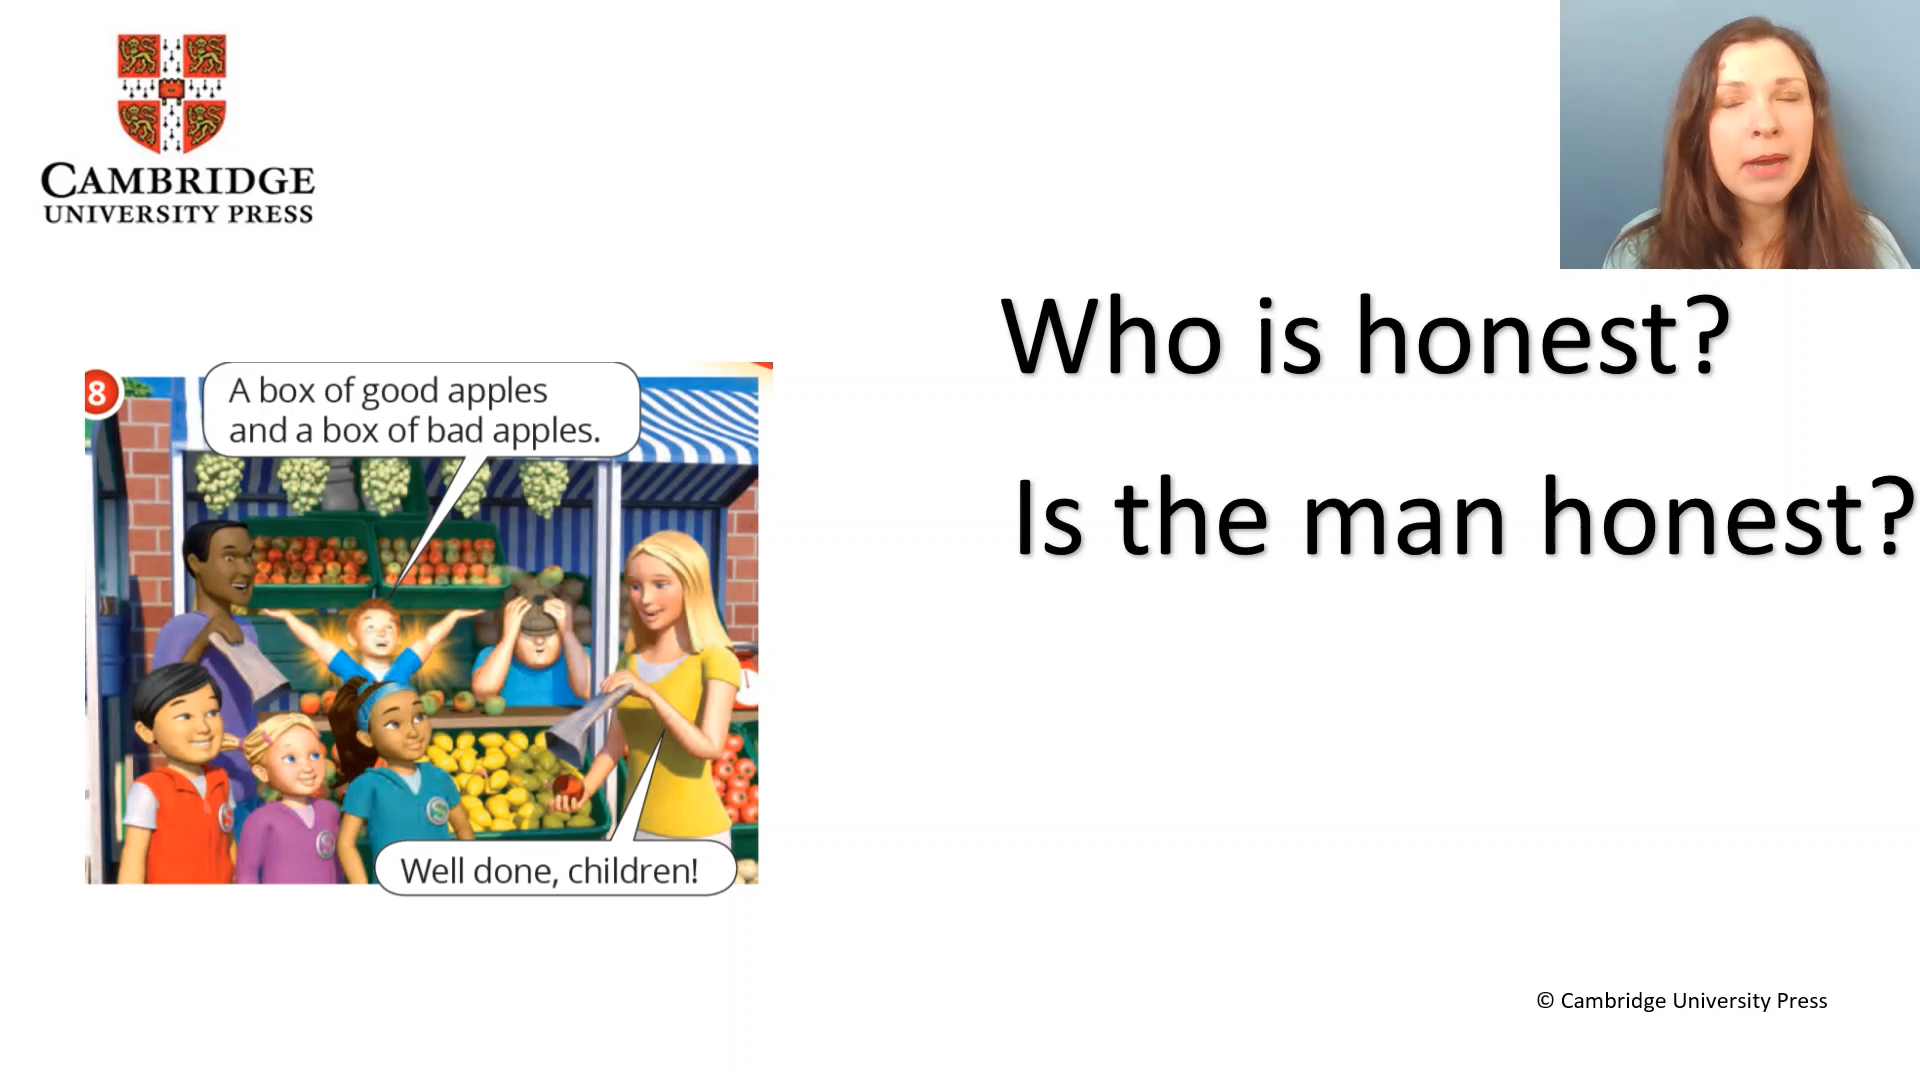 CAMBRIDGE
UNIVERSITY PRESS
Who is honest?
Is the man honest?
8
A box of good apples
and a box of bad apples.
S
S
S
Well done, children!
© Cambridge University Press